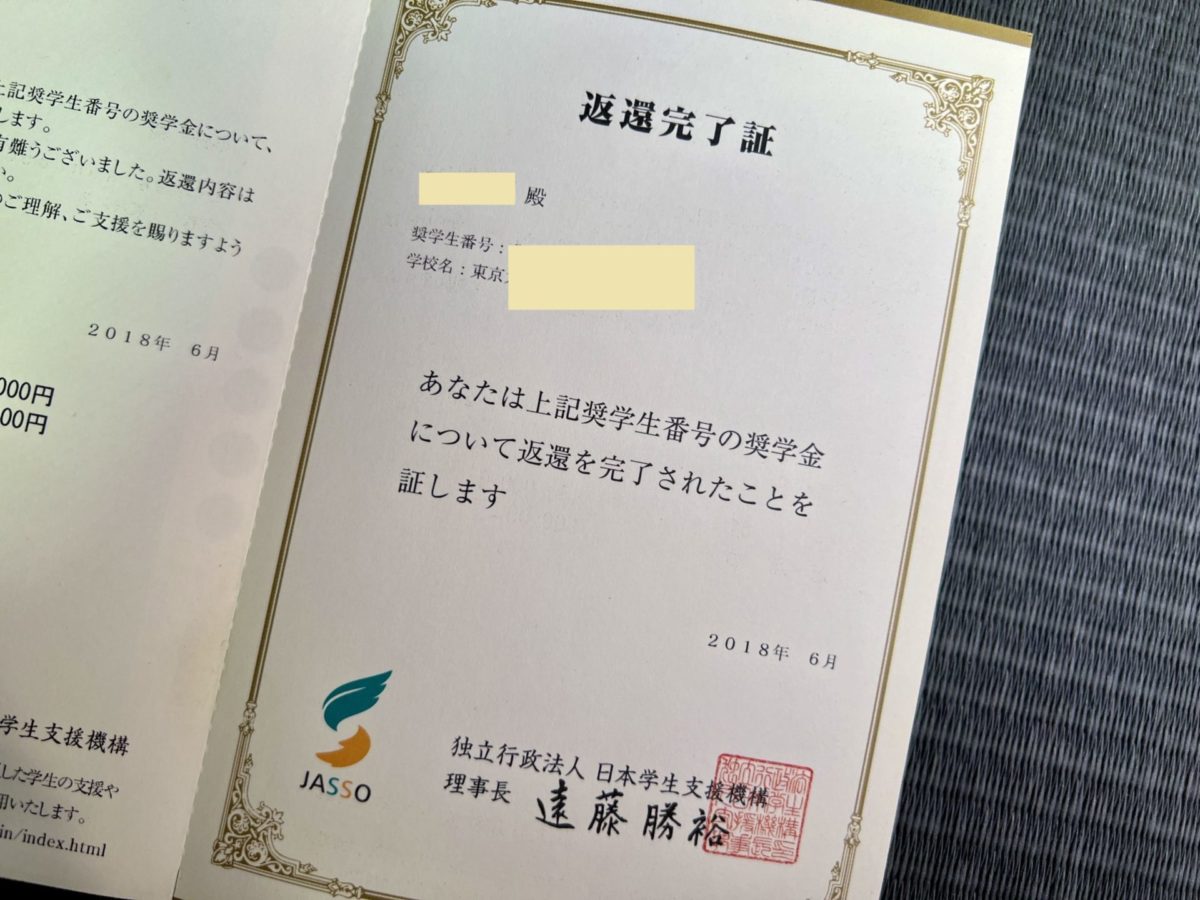 上記奨学生番号の奨学金について、
します。
有難うございました。返還内容は
い。
のご理解、ご支援を賜りますよう
2018年 6月
000円
00円
学生支援機構
した学生の支援や
用いたします。
in/index.html
返還完了証
殿
奨学生番号：
学校名：東京
あなたは上記奨学生番号の奨学金
について返還を完了されたことを
証します
2018年 6月
JASSO
独立行政法人 日本学生支援機構
理事長 遠藤勝裕